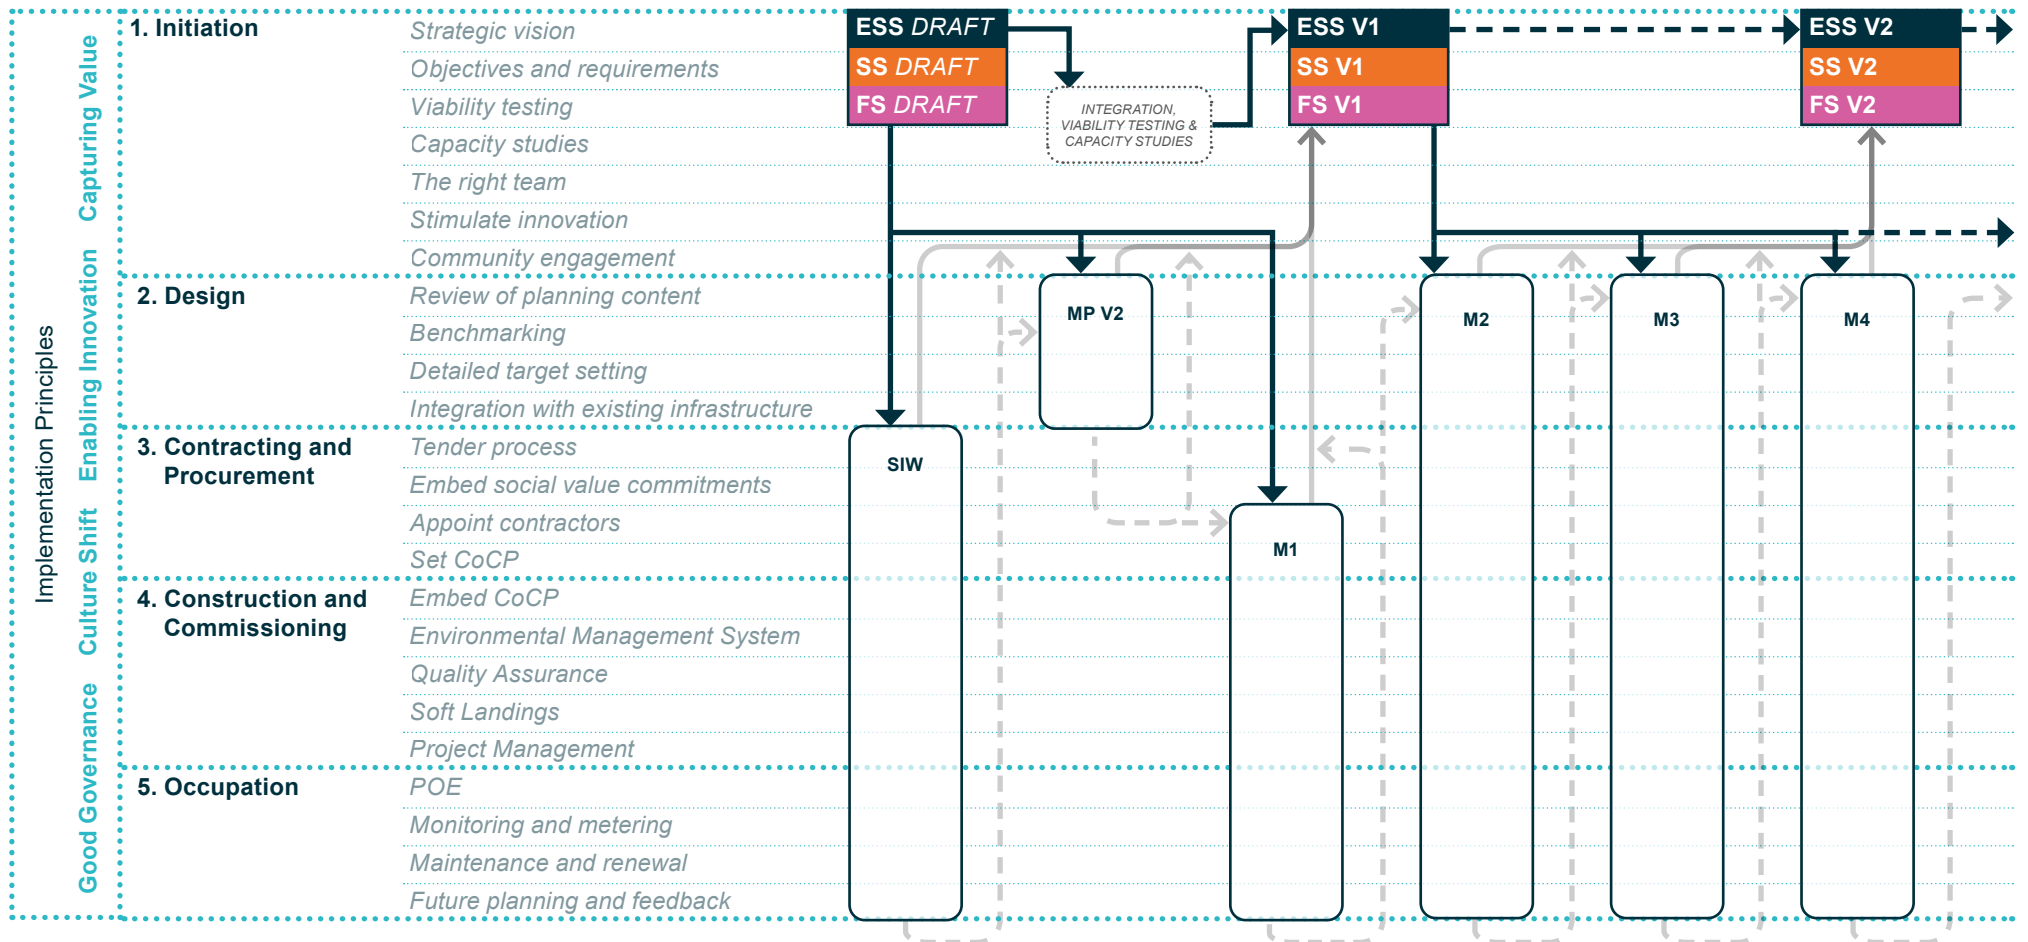 Implementation Principles
Good Governance Culture Shift Enabling Innovation Capturing Value
1. Initiation
Strategic vision
Objectives and requirements
Viability testing
Capacity studies
The right team
Stimulate innovation
Community engagement
2. Design
Review of planning content
Benchmarking
Detailed target setting
Integration with existing infrastructure
3. Contracting and
Procurement
Tender process
Embed social value commitments
Appoint contractors
Set CoCP
4. Construction and
Commissioning
Embed CoCP
Environmental Management System
Quality Assurance
Soft Landings
Project Management
5. Occupation
POE
Monitoring and metering
Maintenance and renewal
Future planning and feedback
ESS DRAFT
SS DRAFT
FS DRAFT
INTEGRATION,
VIABILITY TESTING &
CAPACITY STUDIES
ESS V1
SS V1
FS V1
ESS V2
SS V2
FS V2
SIW
MP V2
M1
M2
M3
M4